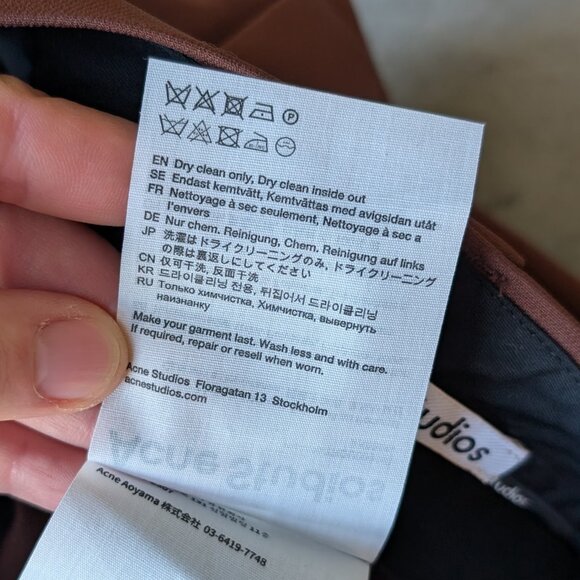 P
EN Dry clean only, Dry clean inside out
SE Endast kemtvätt, Kemtvättas med avigsidan utåt
FR Nettoyage à sec seulement, Nettoyage à sec a
l'envers
DE Nur chem. Reinigung, Chem. Reinigung auf links
JP 洗濯はドライクリーニングのみ, ドライクリーニング
の際は裏返しにしてください
CN 仅可干洗, 反面干洗
KR 드라이클리닝 전용, 뒤집어서 드라이클리닝
RU Только химчистка, Химчистка, вывернуть
наизнанку
Make your garment last. Wash less and with care.
If required, repair or resell when worn.
Acne Studios Floragatan 13 Stockholm
acnestudios.com
Acne Studios
Acne Aoyama 株式会社 03-6419-7748
udios
tudios